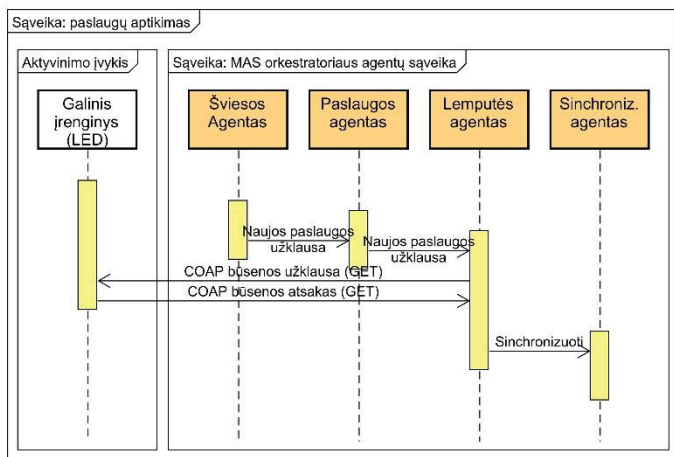 Sąveika: paslaugų aptikimas
Aktyvinimo įvykis
Sąveika: MAS orkestratoriaus agentų sąveika
Galinis
įrenginys
(LED)
Šviesos
Agentas
Paslaugos
agentas
Lemputės
agentas
Sinchroniz.
agentas
Naujos paslaugos
užklausa
Naujos paslaugos
užklausa
COAP būsenos užklausa (GET)
COAP būsenos atsakas (GET)
Sinchronizuoti